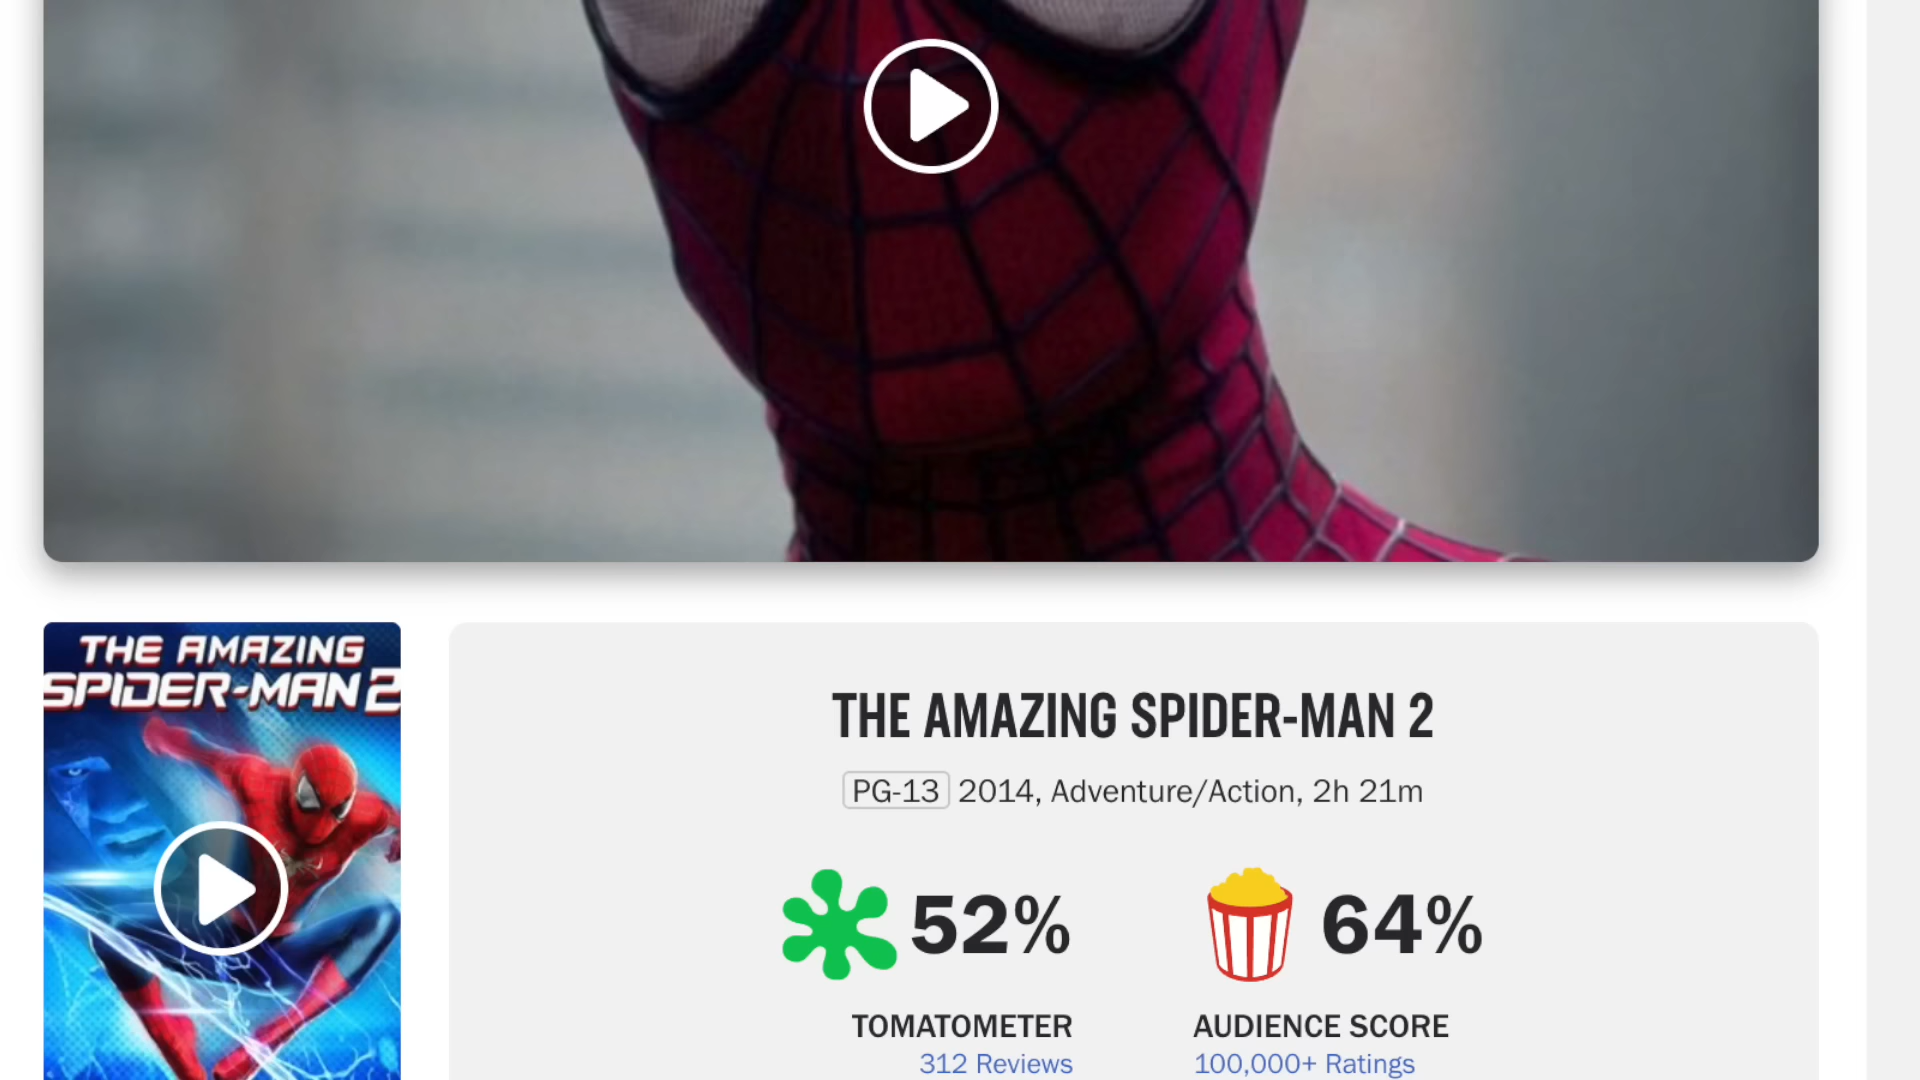 THE AMAZING
SPIDER-MAN 2
THE AMAZING SPIDER-MAN 2
PG-13 2014, Adventure/Action, 2h 21m
52%
64%
TOMATOMETER
AUDIENCE SCORE
312 Reviews
100,000+ Ratings